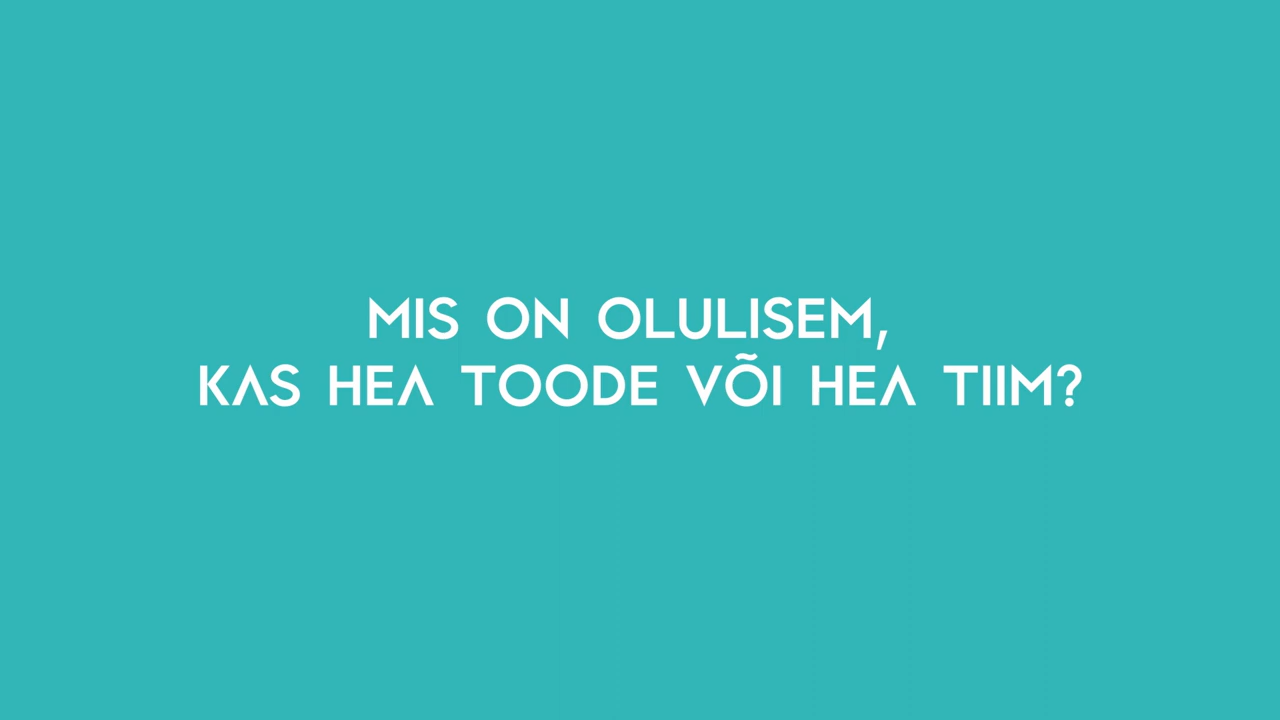 MIS ON OLULISEM,
KAS HEA TOODE VÕI HEA TIIM?